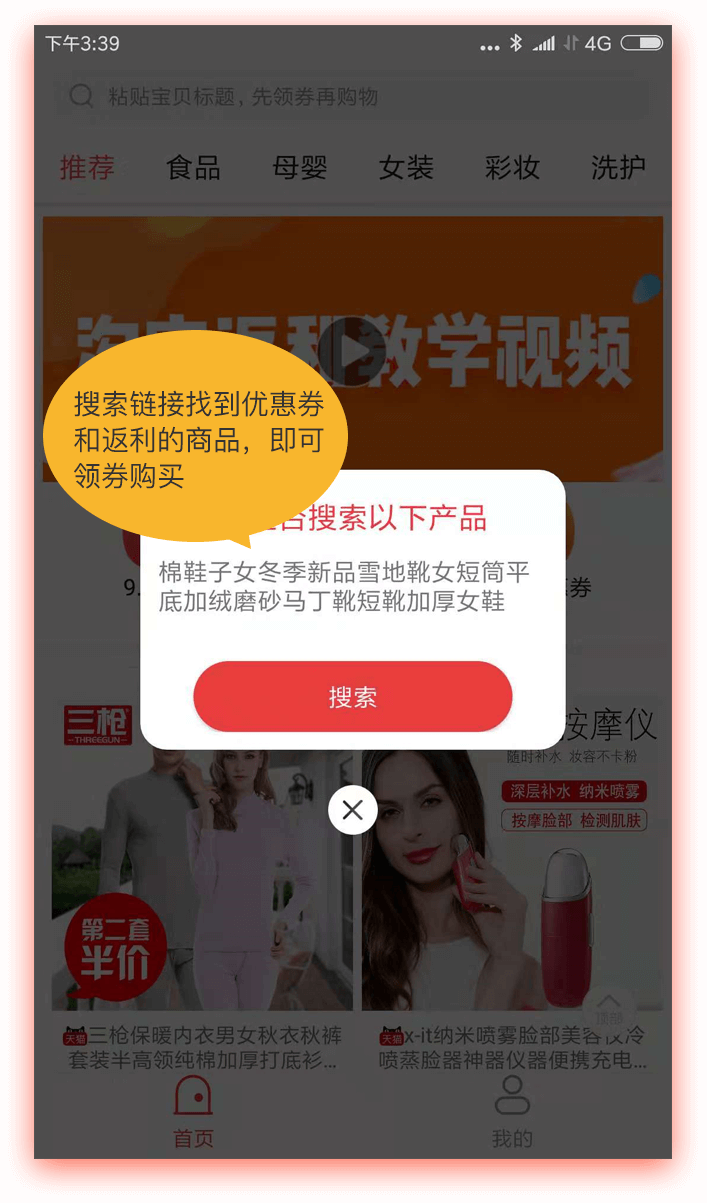 下午3:39
4G
粘贴宝贝标题，先领券再购物
推荐 食品 母婴 女装 彩妆 洗护
教学视频
搜索链接找到优惠券
和返利的商品，即可
领券购买
搜索以下产品
棉鞋子女冬季新品雪地靴女短筒平
底加绒磨砂马丁靴短靴加厚女鞋
9.
券
搜索
三枪
THREEGUN
第二套
半价
按摩仪
随时补水 妆容不卡粉
深层补水 纳米喷雾
按摩脸部 检测肌肤
顶部
天猫 三枪保暖内衣男女秋衣秋裤
套装半高领纯棉加厚打底衫...
天猫 x-it纳米喷雾脸部美容仪冷
喷蒸脸器神器仪器便携充电...
首页
我的